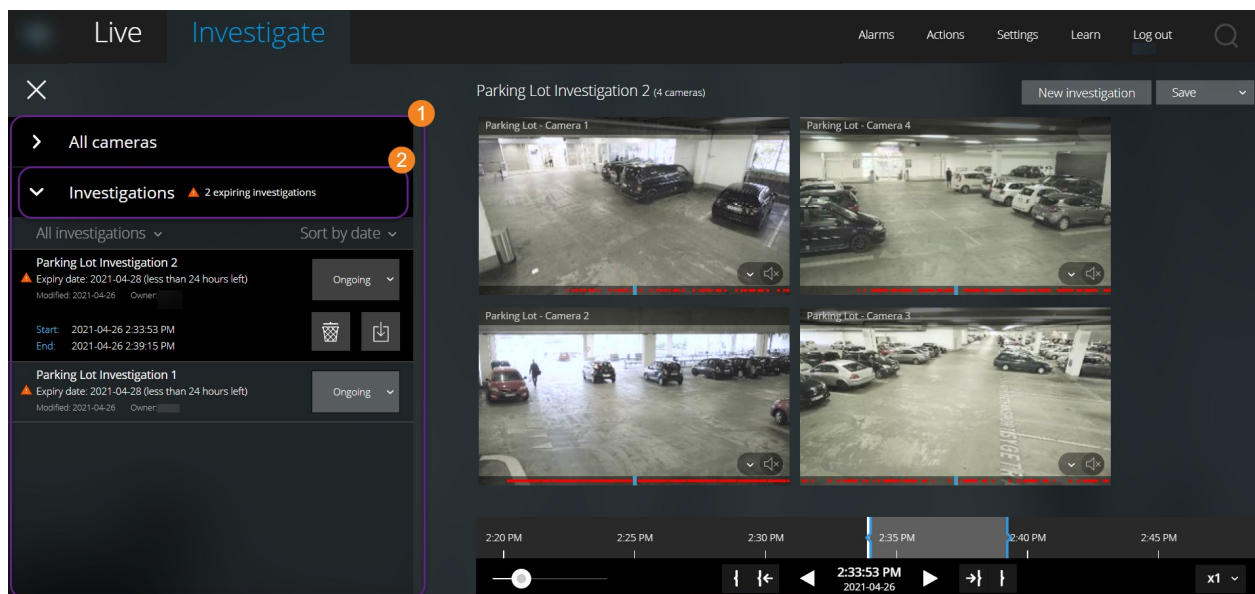 Live
Investigate
Alarms
Actions
Settings
Learn
Log out
1
All cameras
2
Investigations
2 expiring investigations
All investigations
Sort by date
Parking Lot Investigation 2
Expiry date: 2021-04-28 (less than 24 hours left)
Modified: 2021-04-26 Owner:
Ongoing
Start: 2021-04-26 2:33:53 PM
End: 2021-04-26 2:39:15 PM
Parking Lot Investigation 1
Expiry date: 2021-04-28 (less than 24 hours left)
Modified: 2021-04-26 Owner:
Ongoing
Parking Lot Investigation 2 (4 cameras)
New investigation
Save
Parking Lot - Camera 1
Parking Lot - Camera 4
Parking Lot - Camera 2
Parking Lot - Camera 3
2:20 PM
2:25 PM
2:30 PM
2:35 PM
2:40 PM
2:45 PM
2:33:53 PM
2021-04-26
x1